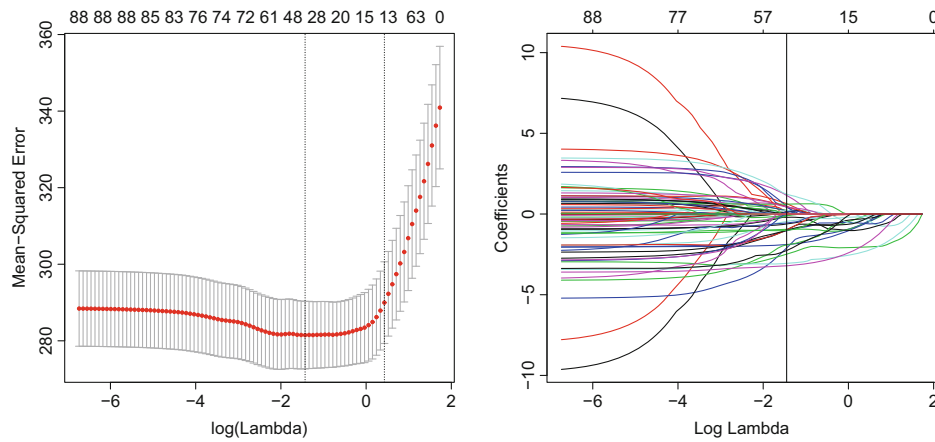 88 88 88 85 83 76 74 72 61 48 28 20 15 13 63 0
360
340
320
300
280
Mean−Squared Error
−6 −4 −2 0 2
log(Lambda)
88 77 57 15 0
10
5
0
−5
−10
Coefficients
−6 −4 −2 0 2
Log Lambda